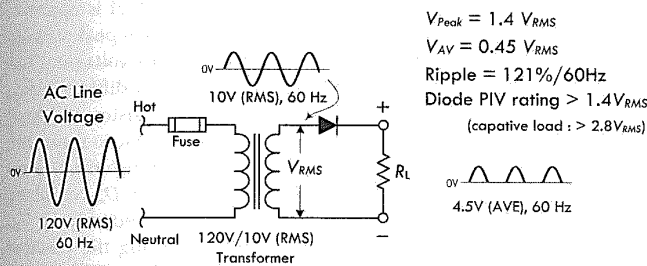 V_Peak = 1.4 V_RMS
V_AV = 0.45 V_RMS
Ripple = 121%/60Hz
Diode PIV rating > 1.4V_RMS
(capative load : > 2.8V_RMS)
0V
10V (RMS), 60 Hz
AC Line
Voltage
Hot
Fuse
+
0V
V_RMS
R_L
0V
4.5V (AVE), 60 Hz
120V (RMS)
60 Hz
Neutral
−
120V/10V (RMS)
Transformer